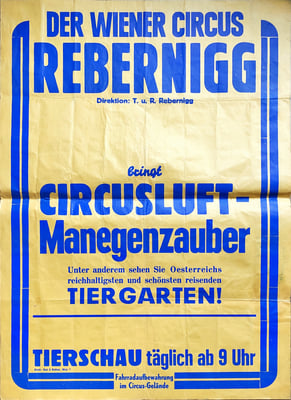 DER WIENER CIRCUS
REBERNIGG
Direktion: T. u. R. Rebernigg
bringt
CIRCUSLUFT-
Manegenzauber
Unter anderem sehen Sie Oesterreichs
reichhaltigsten und schönsten reisenden
TIERGARTEN!
TIERSCHAU täglich ab 9 Uhr
Fahrradaufbewahrung
im Circus-Gelände